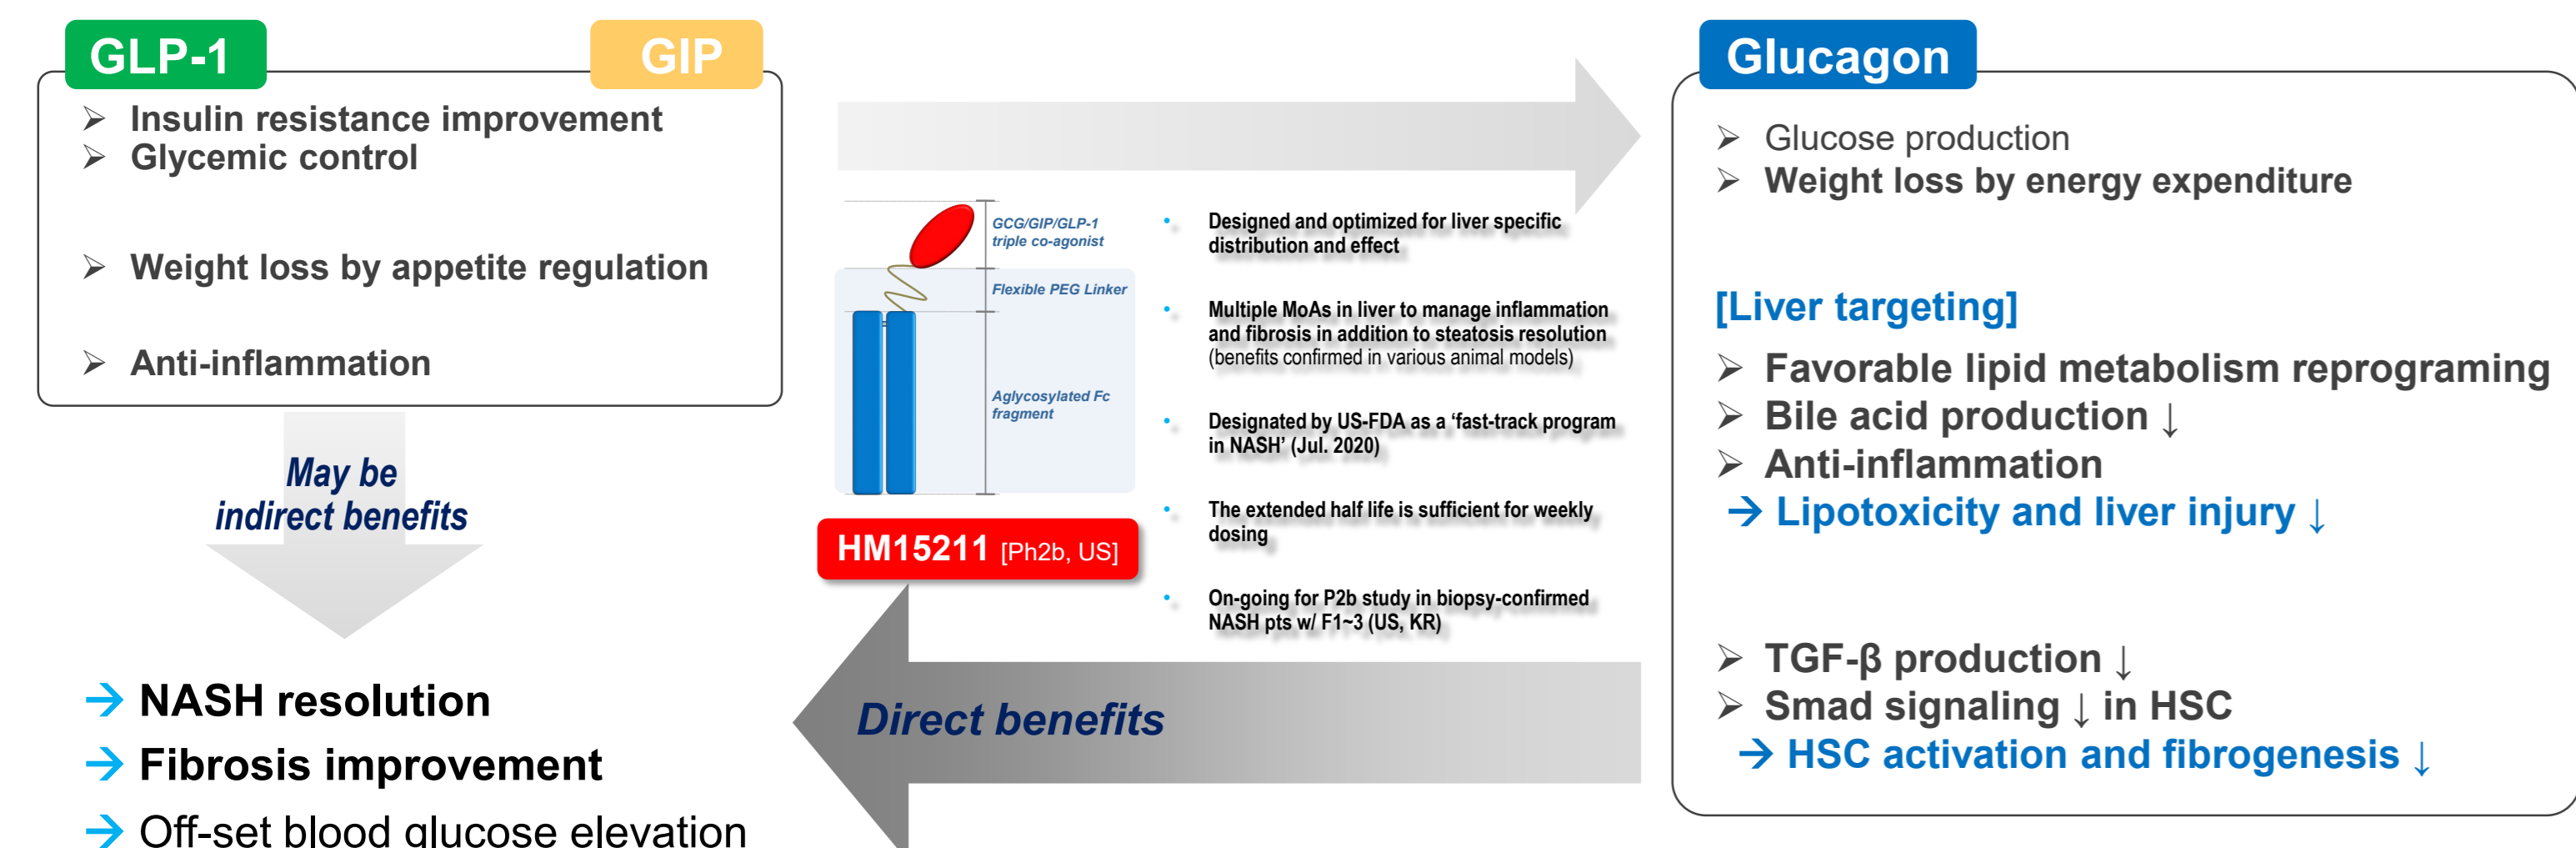 GLP-1
GIP
➢ Insulin resistance improvement
➢ Glycemic control
➢ Weight loss by appetite regulation
➢ Anti-inflammation
May be
indirect benefits
→ NASH resolution
→ Fibrosis improvement
→ Off-set blood glucose elevation
GCG/GIP/GLP-1
triple co-agonist
Flexible PEG Linker
Aglycosylated Fc
fragment
HM15211 [Ph2b, US]
• Designed and optimized for liver specific
distribution and effect
• Multiple MoAs in liver to manage inflammation
and fibrosis in addition to steatosis resolution
(benefits confirmed in various animal models)
• Designated by US-FDA as a ‘fast-track program
in NASH’ (Jul. 2020)
• The extended half life is sufficient for weekly
dosing
• On-going for P2b study in biopsy-confirmed
NASH pts w/ F1~3 (US, KR)
Direct benefits
Glucagon
➢ Glucose production
➢ Weight loss by energy expenditure
[Liver targeting]
➢ Favorable lipid metabolism reprograming
➢ Bile acid production ↓
➢ Anti-inflammation
→ Lipotoxicity and liver injury ↓
➢ TGF-β production ↓
➢ Smad signaling ↓ in HSC
→ HSC activation and fibrogenesis ↓